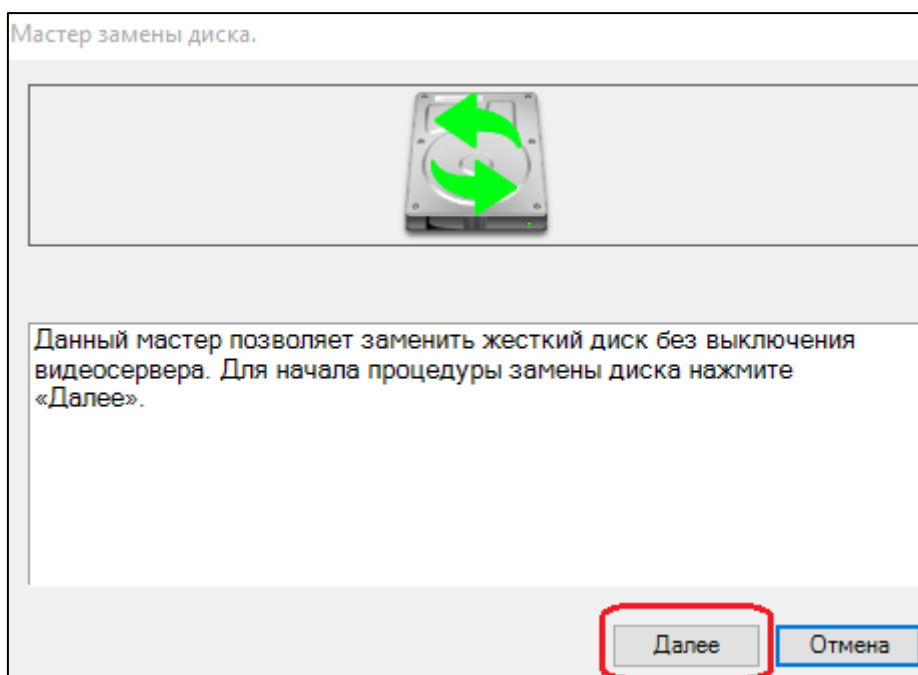 Мастер замены диска.
Данный мастер позволяет заменить жесткий диск без выключения
видеосервера. Для начала процедуры замены диска нажмите
«Далее».
Далее
Отмена